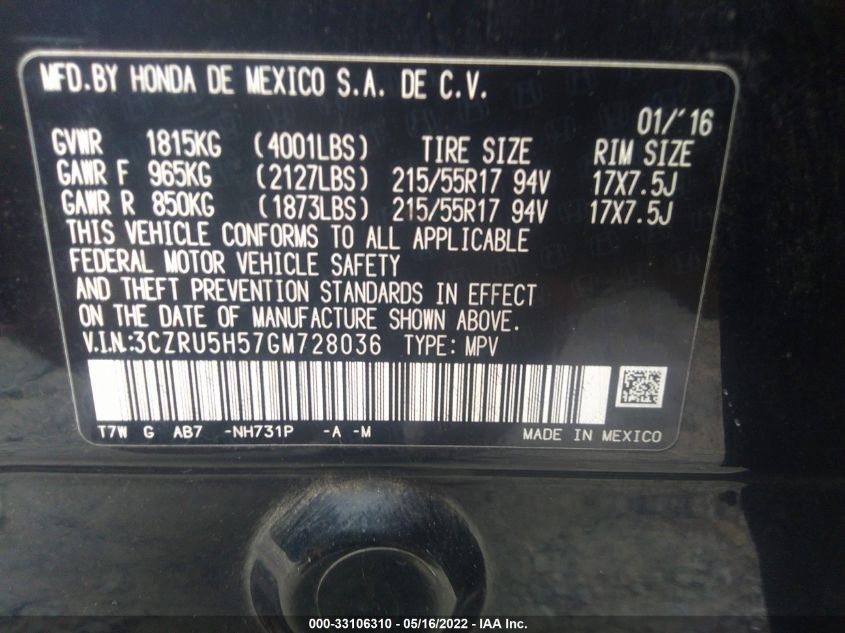 MFD.BY HONDA DE MEXICO S.A. DE C.V.
01/'16
GVWR 1815KG (4001LBS) TIRE SIZE RIM SIZE
GAWR F 965KG (2127LBS) 215/55R17 94V 17X7.5J
GAWR R 850KG (1873LBS) 215/55R17 94V 17X7.5J
THIS VEHICLE CONFORMS TO ALL APPLICABLE
FEDERAL MOTOR VEHICLE SAFETY
AND THEFT PREVENTION STANDARDS IN EFFECT
ON THE DATE OF MANUFACTURE SHOWN ABOVE.
V.I.N.:3CZRU5H57GM728036 TYPE: MPV
T7W G AB7 -NH731P -A -M MADE IN MEXICO
000-33106310 - 05/16/2022 - IAA Inc.